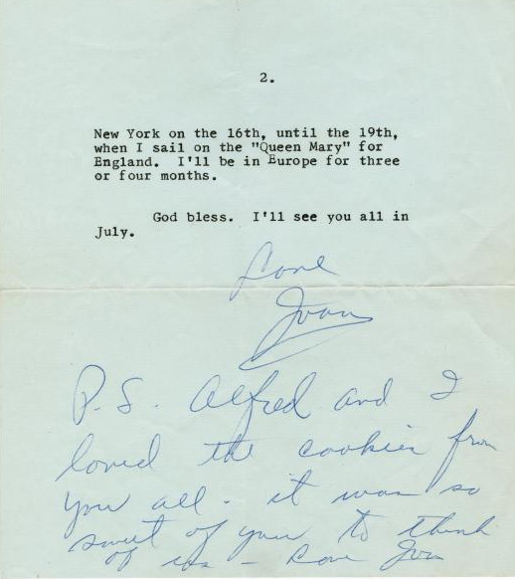 2.
New York on the 16th, until the 19th,
when I sail on the "Queen Mary" for
England.  I'll be in Europe for three
or four months.
God bless.  I'll see you all in
July.
Love
Joan
P.S. Alfred and I
loved the cookies from
you all - it was so
sweet of you to think
of us - Love Joan